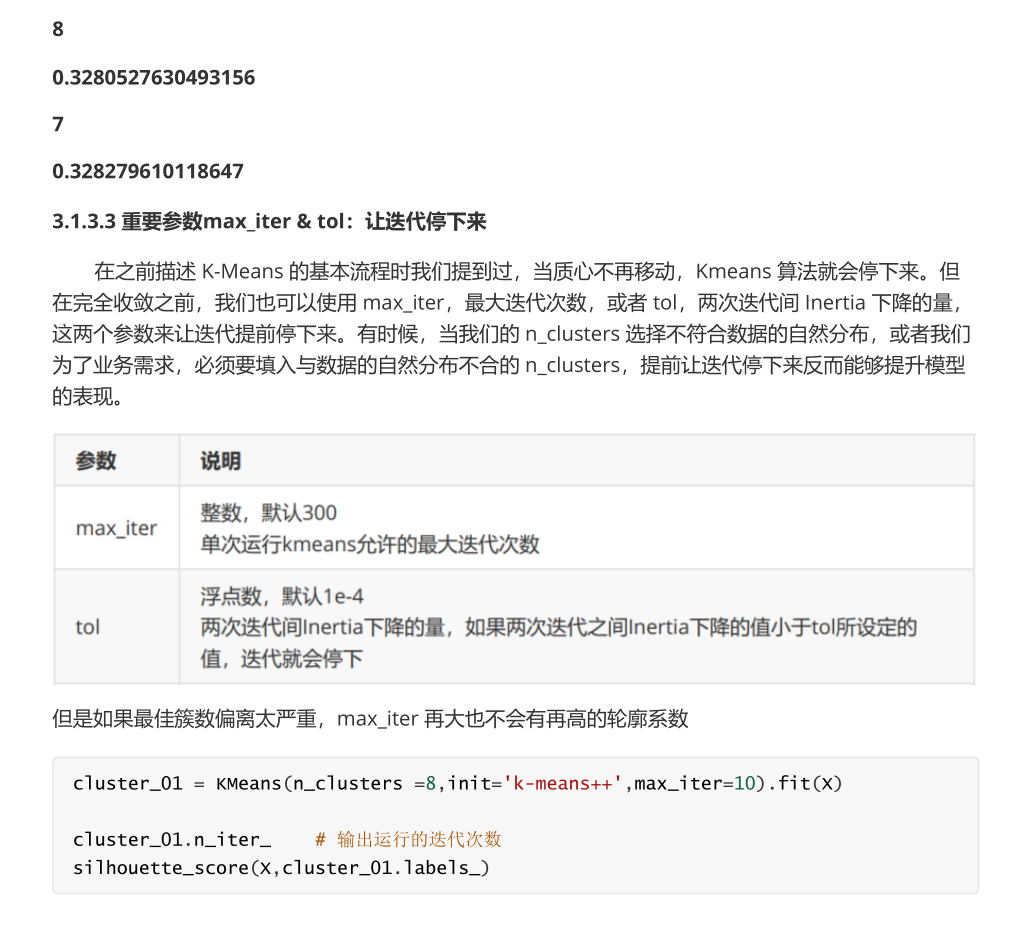 8
0.3280527630493156
7
0.328279610118647
3.1.3.3 重要参数max_iter & tol：让迭代停下来
在之前描述 K-Means 的基本流程时我们提到过，当质心不再移动，Kmeans 算法就会停下来。但
在完全收敛之前，我们也可以使用 max_iter，最大迭代次数，或者 tol，两次迭代间 Inertia 下降的量，
这两个参数来让迭代提前停下来。有时候，当我们的 n_clusters 选择不符合数据的自然分布，或者我们
为了业务需求，必须要填入与数据的自然分布不合的 n_clusters，提前让迭代停下来反而能够提升模型
的表现。
参数 说明
max_iter 整数，默认300
单次运行kmeans允许的最大迭代次数
tol 浮点数，默认1e-4
两次迭代间Inertia下降的量，如果两次迭代之间Inertia下降的值小于tol所设定的
值，迭代就会停下
但是如果最佳簇数偏离太严重，max_iter 再大也不会有再高的轮廓系数
cluster_01 = KMeans(n_clusters =8,init='k-means++',max_iter=10).fit(X)
cluster_01.n_iter_    # 输出运行的迭代次数
silhouette_score(X,cluster_01.labels_)